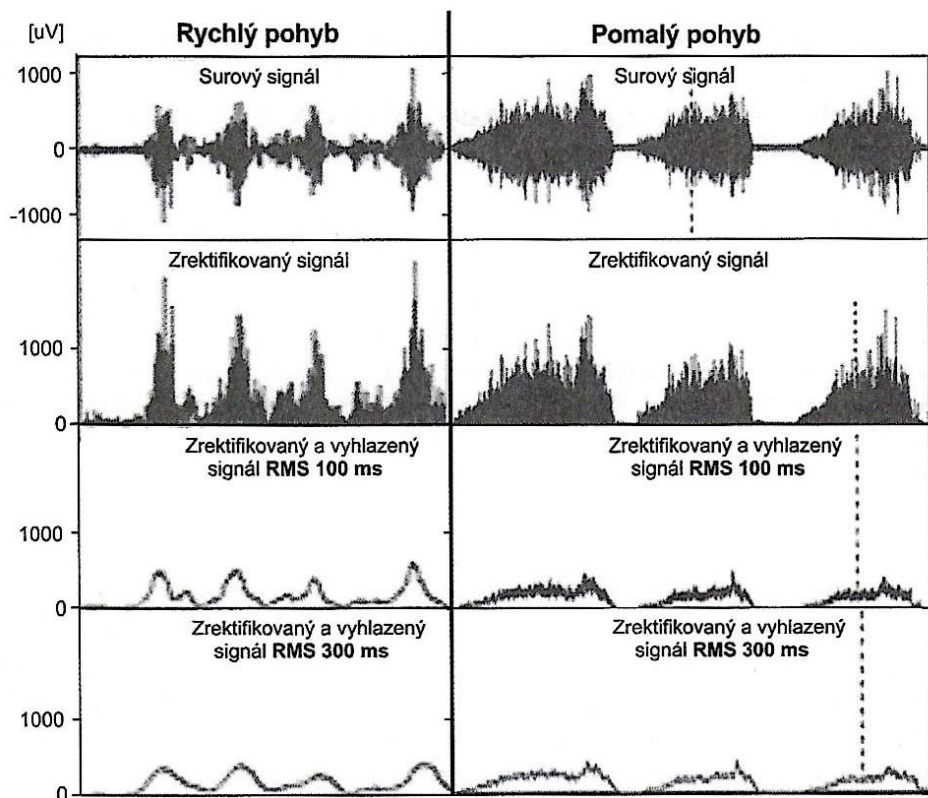 [uV]
Rychlý pohyb
Pomalý pohyb
1000
Surový signál
Surový signál
0
-1000
Zrektifikovaný signál
Zrektifikovaný signál
1000
0
Zrektifikovaný a vyhlazený
signál RMS 100 ms
Zrektifikovaný a vyhlazený
signál RMS 100 ms
1000
0
Zrektifikovaný a vyhlazený
signál RMS 300 ms
Zrektifikovaný a vyhlazený
signál RMS 300 ms
1000
0